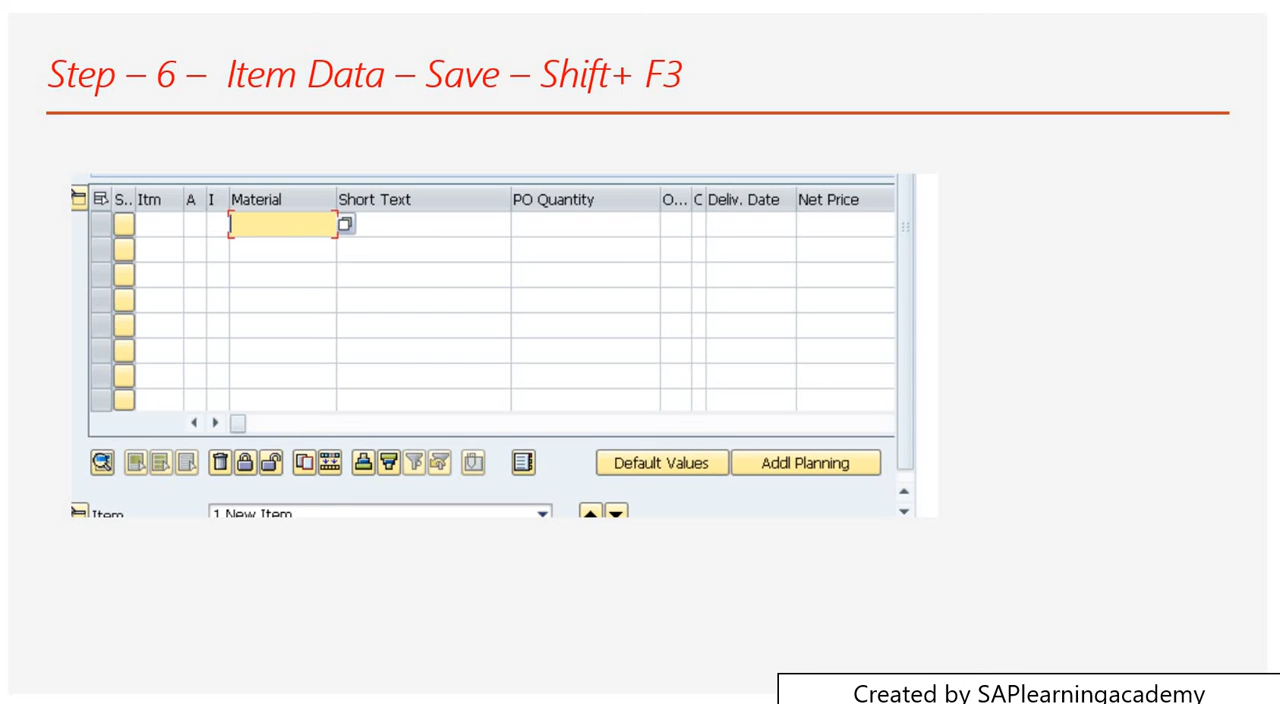 Step – 6 – Item Data – Save – Shift+ F3
S.. Itm A I Material Short Text PO Quantity O... C Deliv. Date Net Price
Default Values Addl Planning
Item 1 New Item
Created by SAPlearningacademy